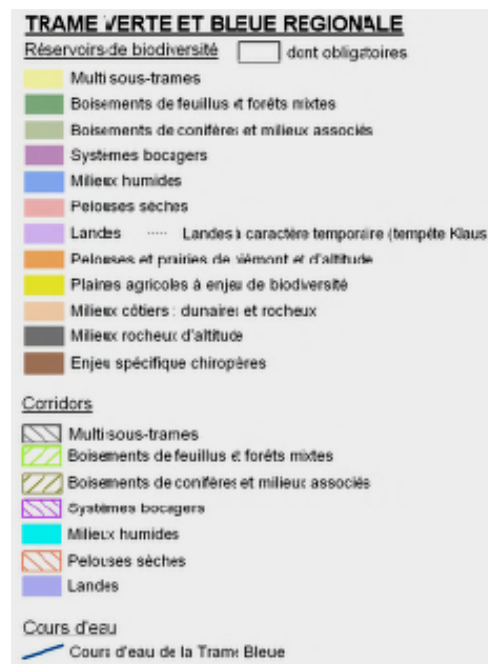 TRAME VERTE ET BLEUE REGIONALE
Réservoirs de biodiversité dont obligatoires
Multi sous-trames
Boisements de feuillus et forêts mixtes
Boisements de conifères et milieux associés
Systèmes bocagers
Milieux humides
Pelouses sèches
Landes ..... Landes à caractère temporaire (tempête Klaus
Pelouses et prairies de piémont et d'altitude
Plaines agricoles à enjeu de biodiversité
Milieux côtiers : dunaires et rocheux
Milieux rocheux d'altitude
Enjeu spécifique chiropères
Corridors
Multi-sous-trames
Boisements de feuillus et forêts mixtes
Boisements de conifères et milieux associés
Systèmes bocagers
Milieux humides
Pelouses sèches
Landes
Cours d'eau
Cours d'eau de la Trame Bleue